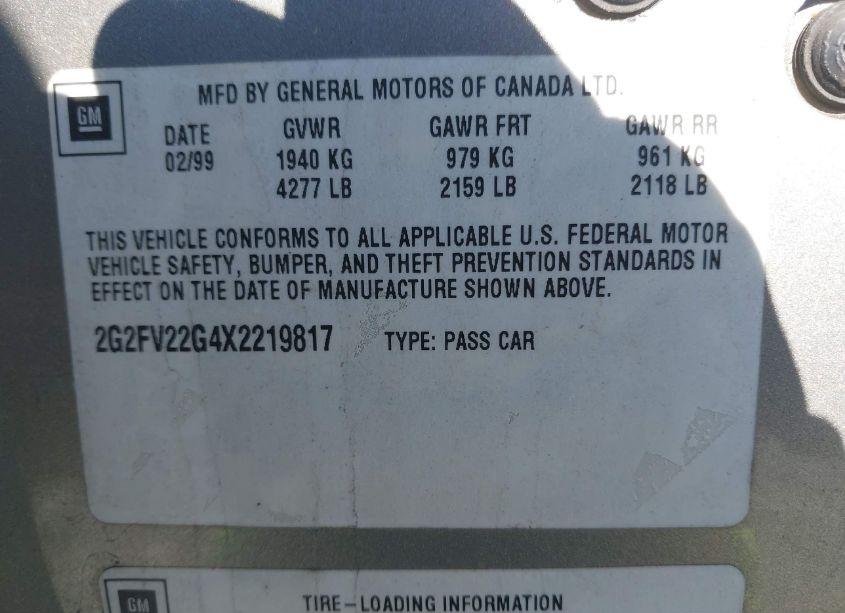 MFD BY GENERAL MOTORS OF CANADA LTD.
GM
DATE GVWR GAWR FRT GAWR RR
02/99 1940 KG 979 KG 961 KG
4277 LB 2159 LB 2118 LB
THIS VEHICLE CONFORMS TO ALL APPLICABLE U.S. FEDERAL MOTOR
VEHICLE SAFETY, BUMPER, AND THEFT PREVENTION STANDARDS IN
EFFECT ON THE DATE OF MANUFACTURE SHOWN ABOVE.
2G2FV22G4X2219817 TYPE: PASS CAR
GM
TIRE-LOADING INFORMATION